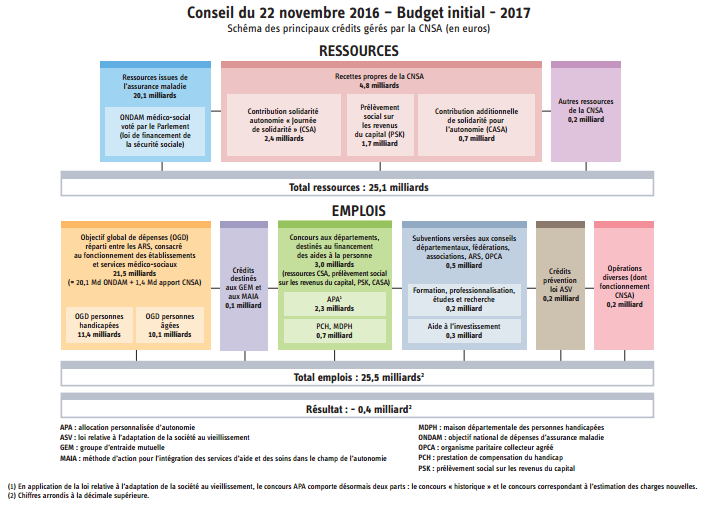 Conseil du 22 novembre 2016 – Budget initial - 2017
Schéma des principaux crédits gérés par la CNSA (en euros)
RESSOURCES
Ressources issues de
l'assurance maladie
20,1 milliards
ONDAM médico-social
voté par le Parlement
(loi de financement de
la sécurité sociale)
Recettes propres de la CNSA
4,8 milliards
Contribution solidarité
autonomie « Journée
de solidarité » (CSA)
2,4 milliards
Prélèvement
social sur
les revenus
du capital (PSK)
1,7 milliard
Contribution additionnelle
de solidarité pour
l'autonomie (CASA)
0,7 milliard
Autres ressources
de la CNSA
0,2 milliard
Total ressources : 25,1 milliards
EMPLOIS
Objectif global de dépenses (OGD)
réparti entre les ARS, consacré
au fonctionnement des établissements
et services médico-sociaux
21,5 milliards
(= 20,1 Md ONDAM + 1,4 Md apport CNSA)
OGD personnes
handicapées
11,4 milliards
OGD personnes
âgées
10,1 milliards
Crédits
destinés
aux GEM et
aux MAIA
0,1 milliard
Concours aux départements,
destinés au financement
des aides à la personne
3,0 milliards
(ressources CSA, prélèvement social
sur les revenus du capital, PSK, CASA)
APA¹
2,3 milliards
PCH, MDPH
0,7 milliard
Subventions versées aux conseils
départementaux, fédérations,
associations, ARS, OPCA
0,5 milliard
Formation, professionnalisation,
études et recherche
0,2 milliard
Aide à l'investissement
0,3 milliard
Crédits
prévention
loi ASV
0,2 milliard
Opérations
diverses (dont
fonctionnement
CNSA)
0,2 milliard
Total emplois : 25,5 milliards²
Résultat : - 0,4 milliard²
APA : allocation personnalisée d'autonomie
ASV : loi relative à l'adaptation de la société au vieillissement
GEM : groupe d'entraide mutuelle
MAIA : méthode d'action pour l'intégration des services d'aide et des soins dans le champ de l'autonomie
MDPH : maison départementale des personnes handicapées
ONDAM : objectif national de dépenses d'assurance maladie
OPCA : organisme paritaire collecteur agréé
PCH : prestation de compensation du handicap
PSK : prélèvement social sur les revenus du capital
(1) En application de la loi relative à l'adaptation de la société au vieillissement, le concours APA comporte désormais deux parts : le concours « historique » et le concours correspondant à l'estimation des charges nouvelles.
(2) Chiffres arrondis à la décimale supérieure.